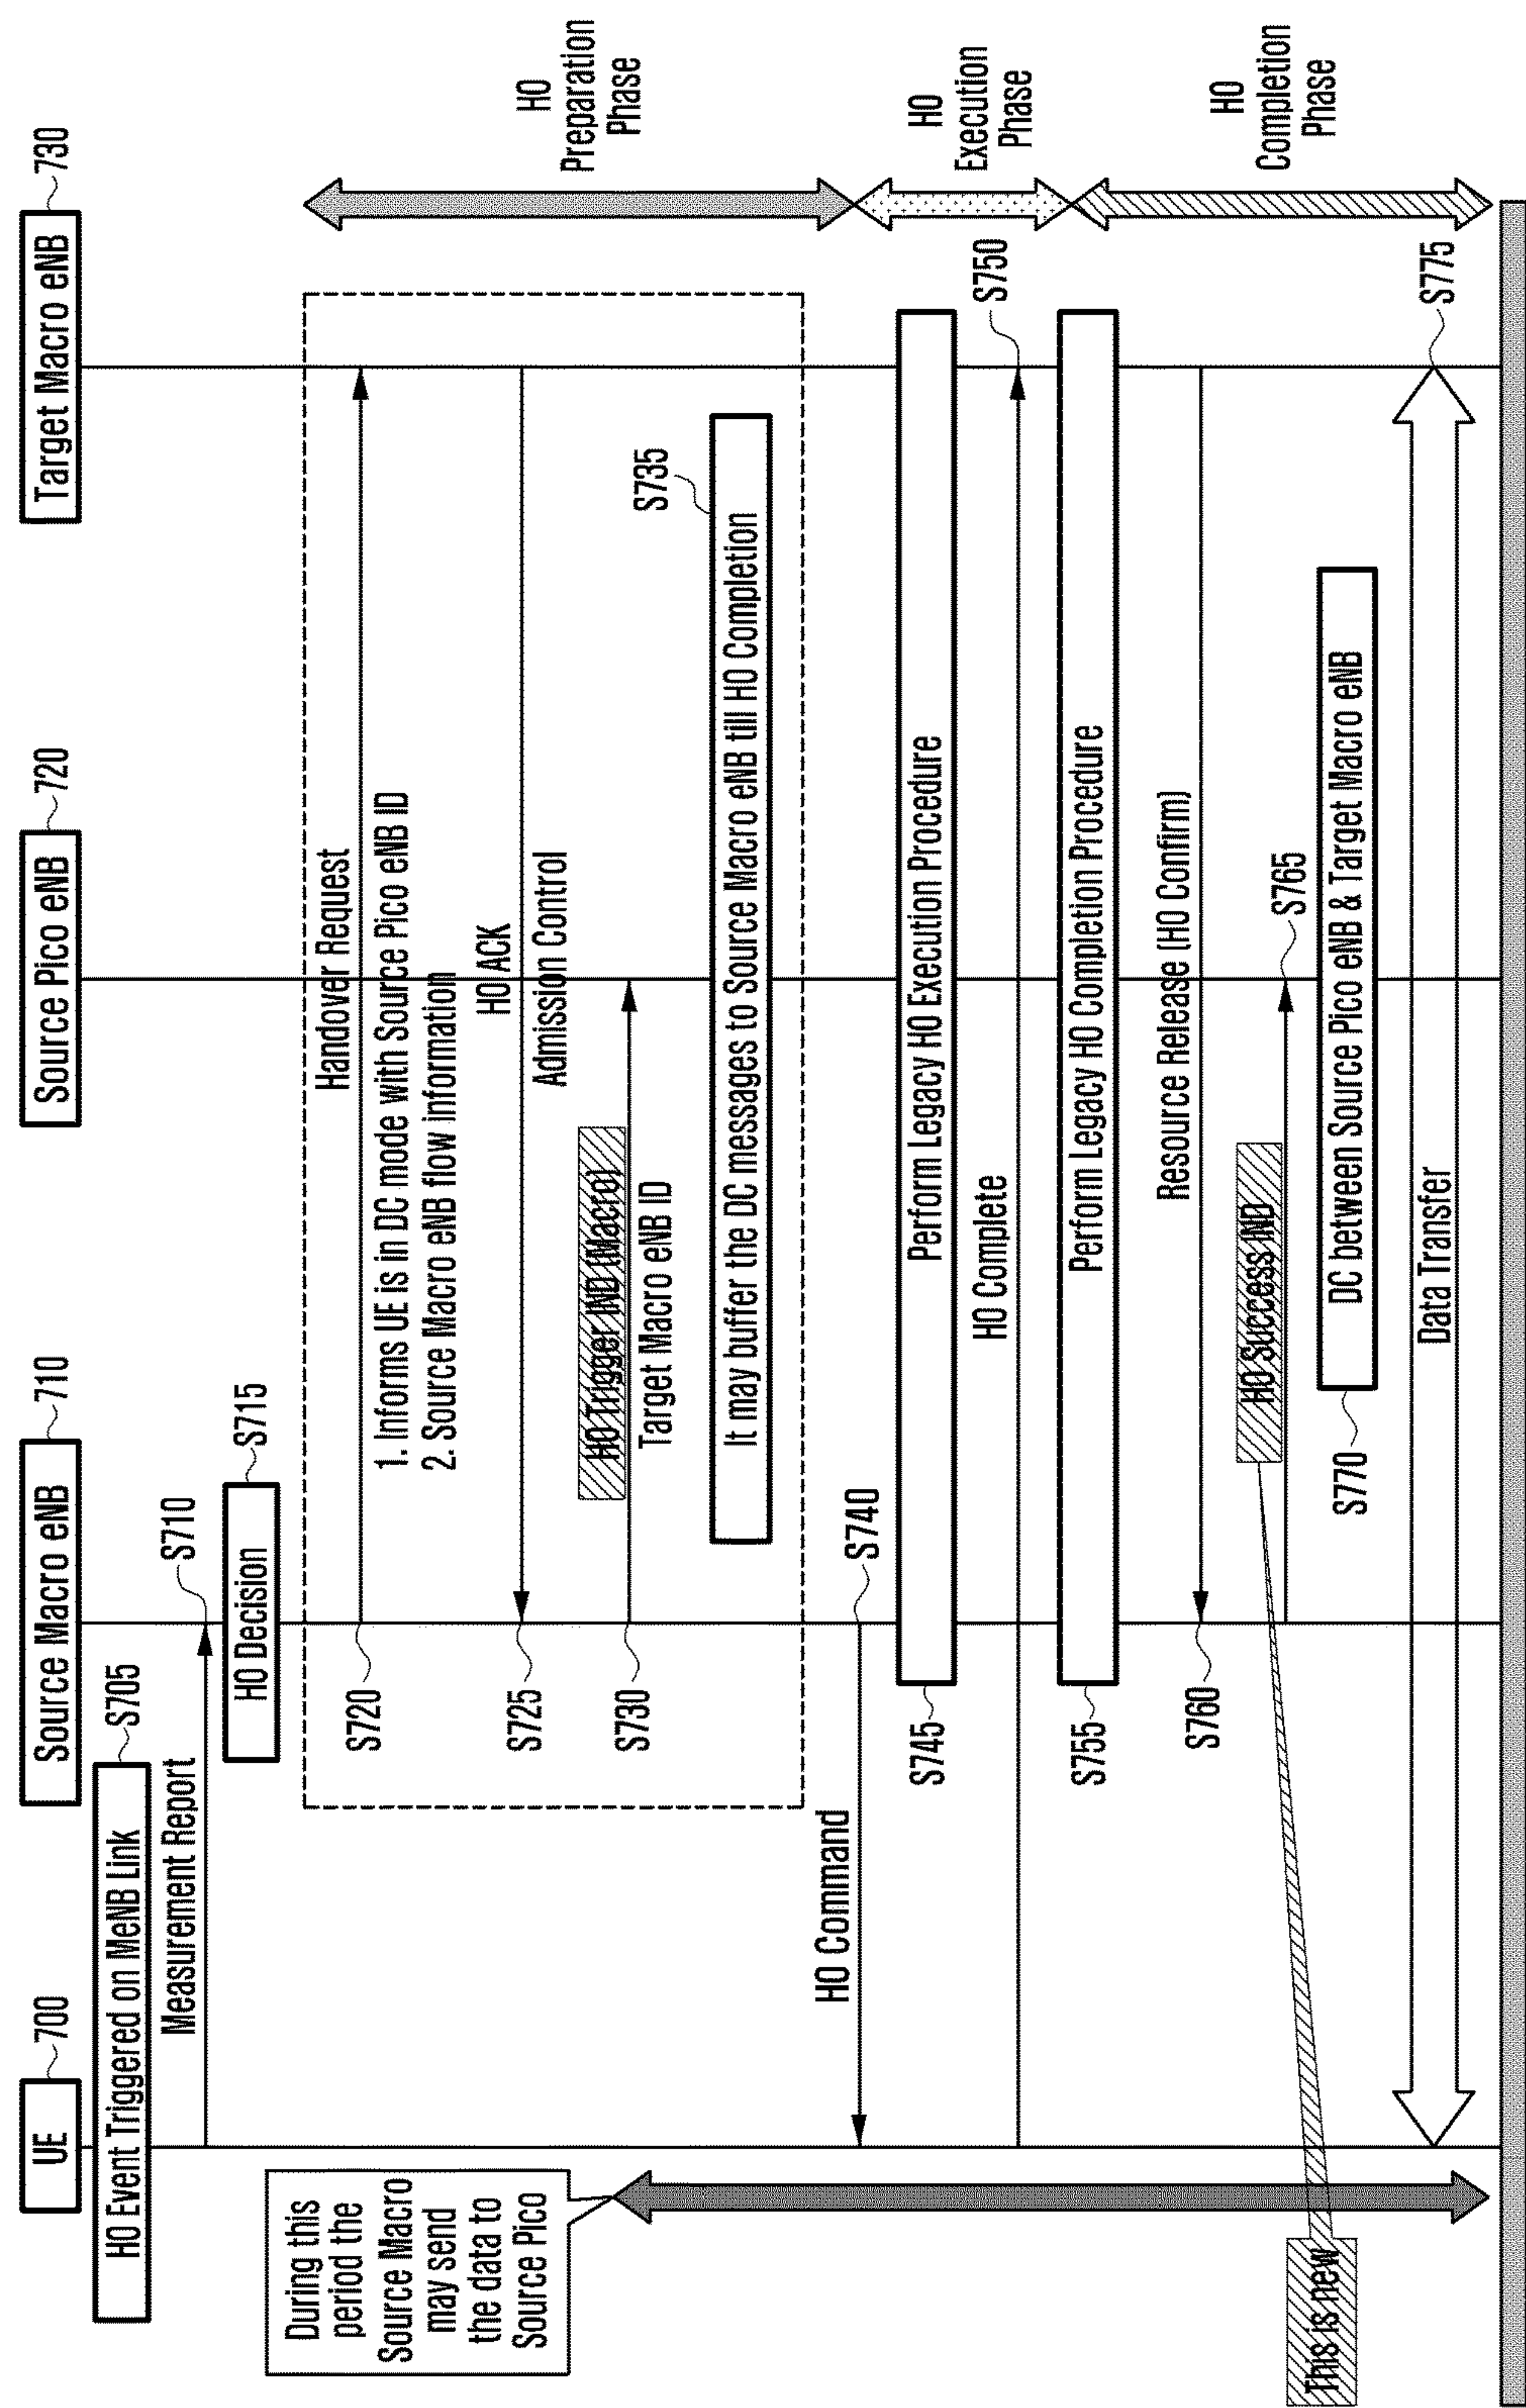 UE
700
Source Macro eNB
710
Source Pico eNB
720
Target Macro eNB
730
HO Event Triggered on MeNB Link
S705
Measurement Report
S710
HO Decision
S715
During this
period the
Source Macro
may send
the data to
Source Pico
Handover Request
S720
1. Informs UE is in DC mode with Source Pico eNB ID
2. Source Macro eNB flow information
HO ACK
S725
Admission Control
HO Trigger IND (Macro)
S730
Target Macro eNB ID
S735
It may buffer the DC messages to Source Macro eNB till HO Completion
HO
Preparation
Phase
HO Command
S740
S745
Perform Legacy HO Execution Procedure
HO Complete
S750
HO
Execution
Phase
S755
Perform Legacy HO Completion Procedure
Resource Release (HO Confirm)
S760
HO Success IND
S765
This is new
S770
DC between Source Pico eNB & Target Macro eNB
Data Transfer
S775
HO
Completion
Phase